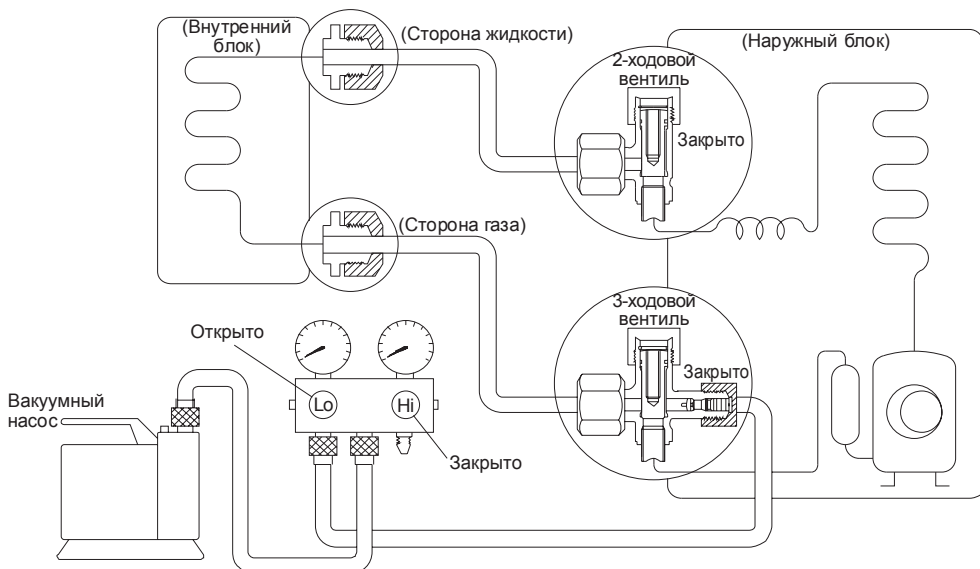 (Внутренний
блок)
(Сторона жидкости)
(Наружный блок)
2-ходовой
вентиль
Закрыто
(Сторона газа)
3-ходовой
вентиль
Закрыто
Открыто
Lo
Hi
Вакуумный
насос
Закрыто